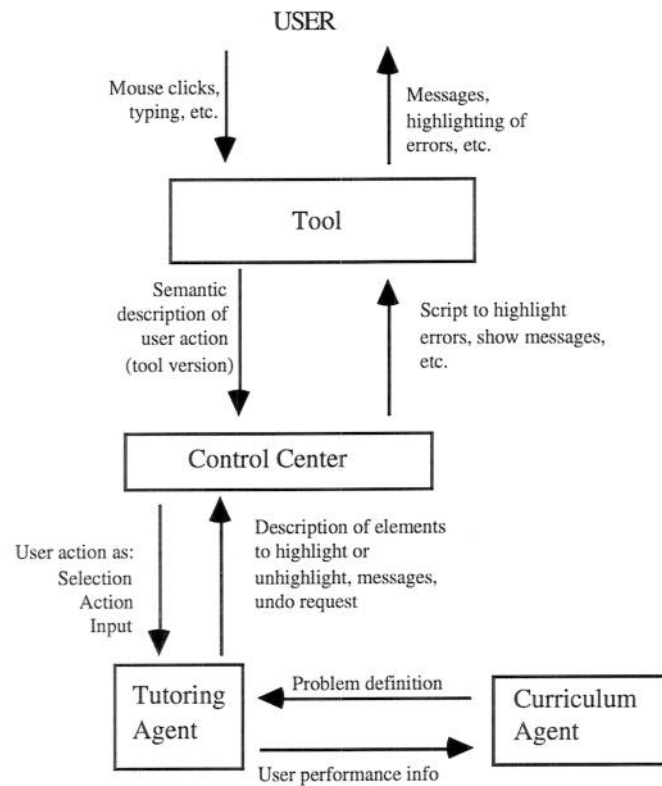 USER
Mouse clicks,
typing, etc.
Messages,
highlighting of
errors, etc.
Tool
Semantic
description of
user action
(tool version)
Script to highlight
errors, show messages,
etc.
Control Center
User action as:
Selection
Action
Input
Description of elements
to highlight or
unhighlight, messages,
undo request
Tutoring
Agent
Problem definition
User performance info
Curriculum
Agent